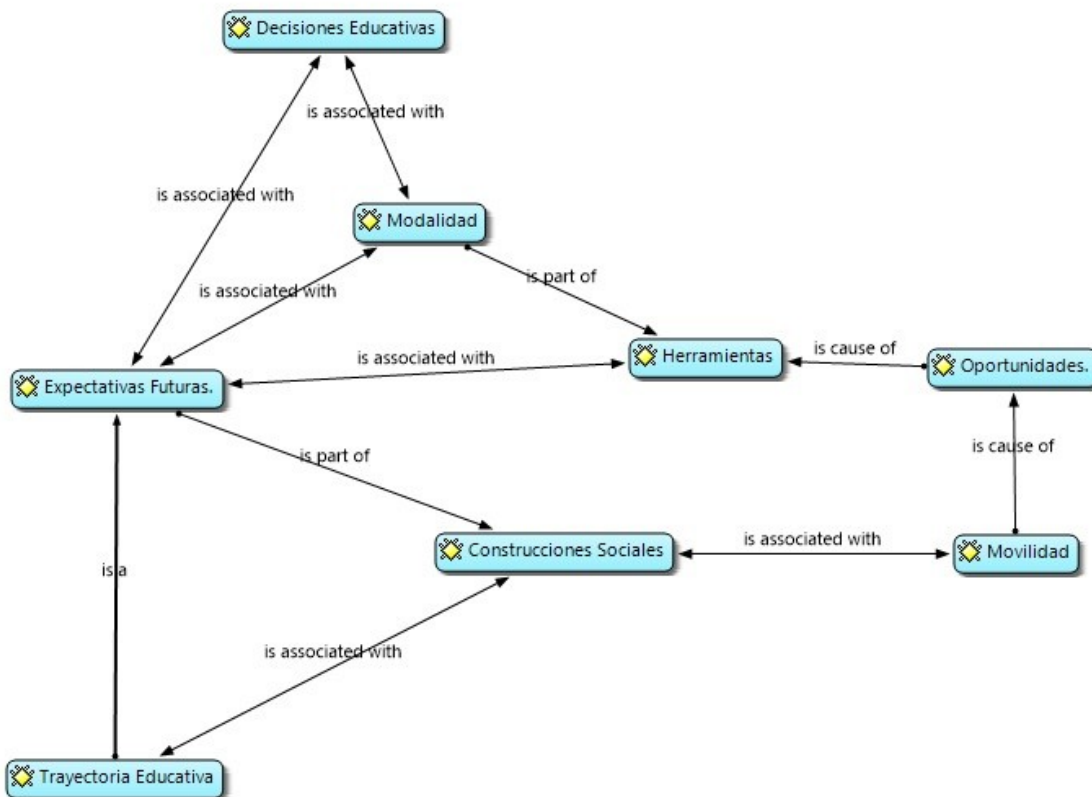 Decisiones Educativas
is associated with
is associated with
Modalidad
is associated with
is part of
Herramientas
is cause of
Oportunidades.
is associated with
Expectativas Futuras.
is part of
is cause of
Construcciones Sociales
is associated with
Movilidad
is a
is associated with
Trayectoria Educativa